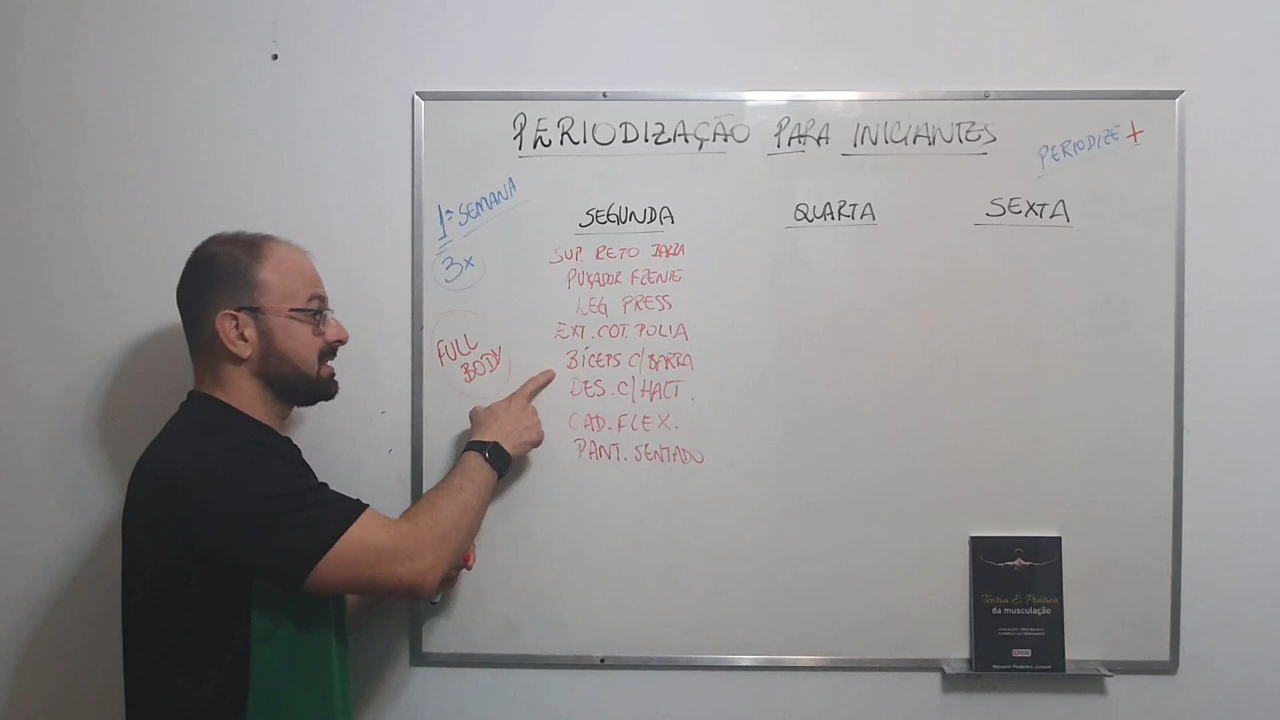 PERIODIZAÇÃO PARA INICIANTES
PERIODIZE +
1ª SEMANA
3x
FULL
BODY
SEGUNDA
SUP. RETO BARRA
PUXADOR FRENTE
LEG PRESS
EXT. COT. POLIA
BÍCEPS C/BARRA
DES. C/HALT.
CAD. FLEX.
PANT. SENTADO
QUARTA
SEXTA
Teoria & Prática
da musculação